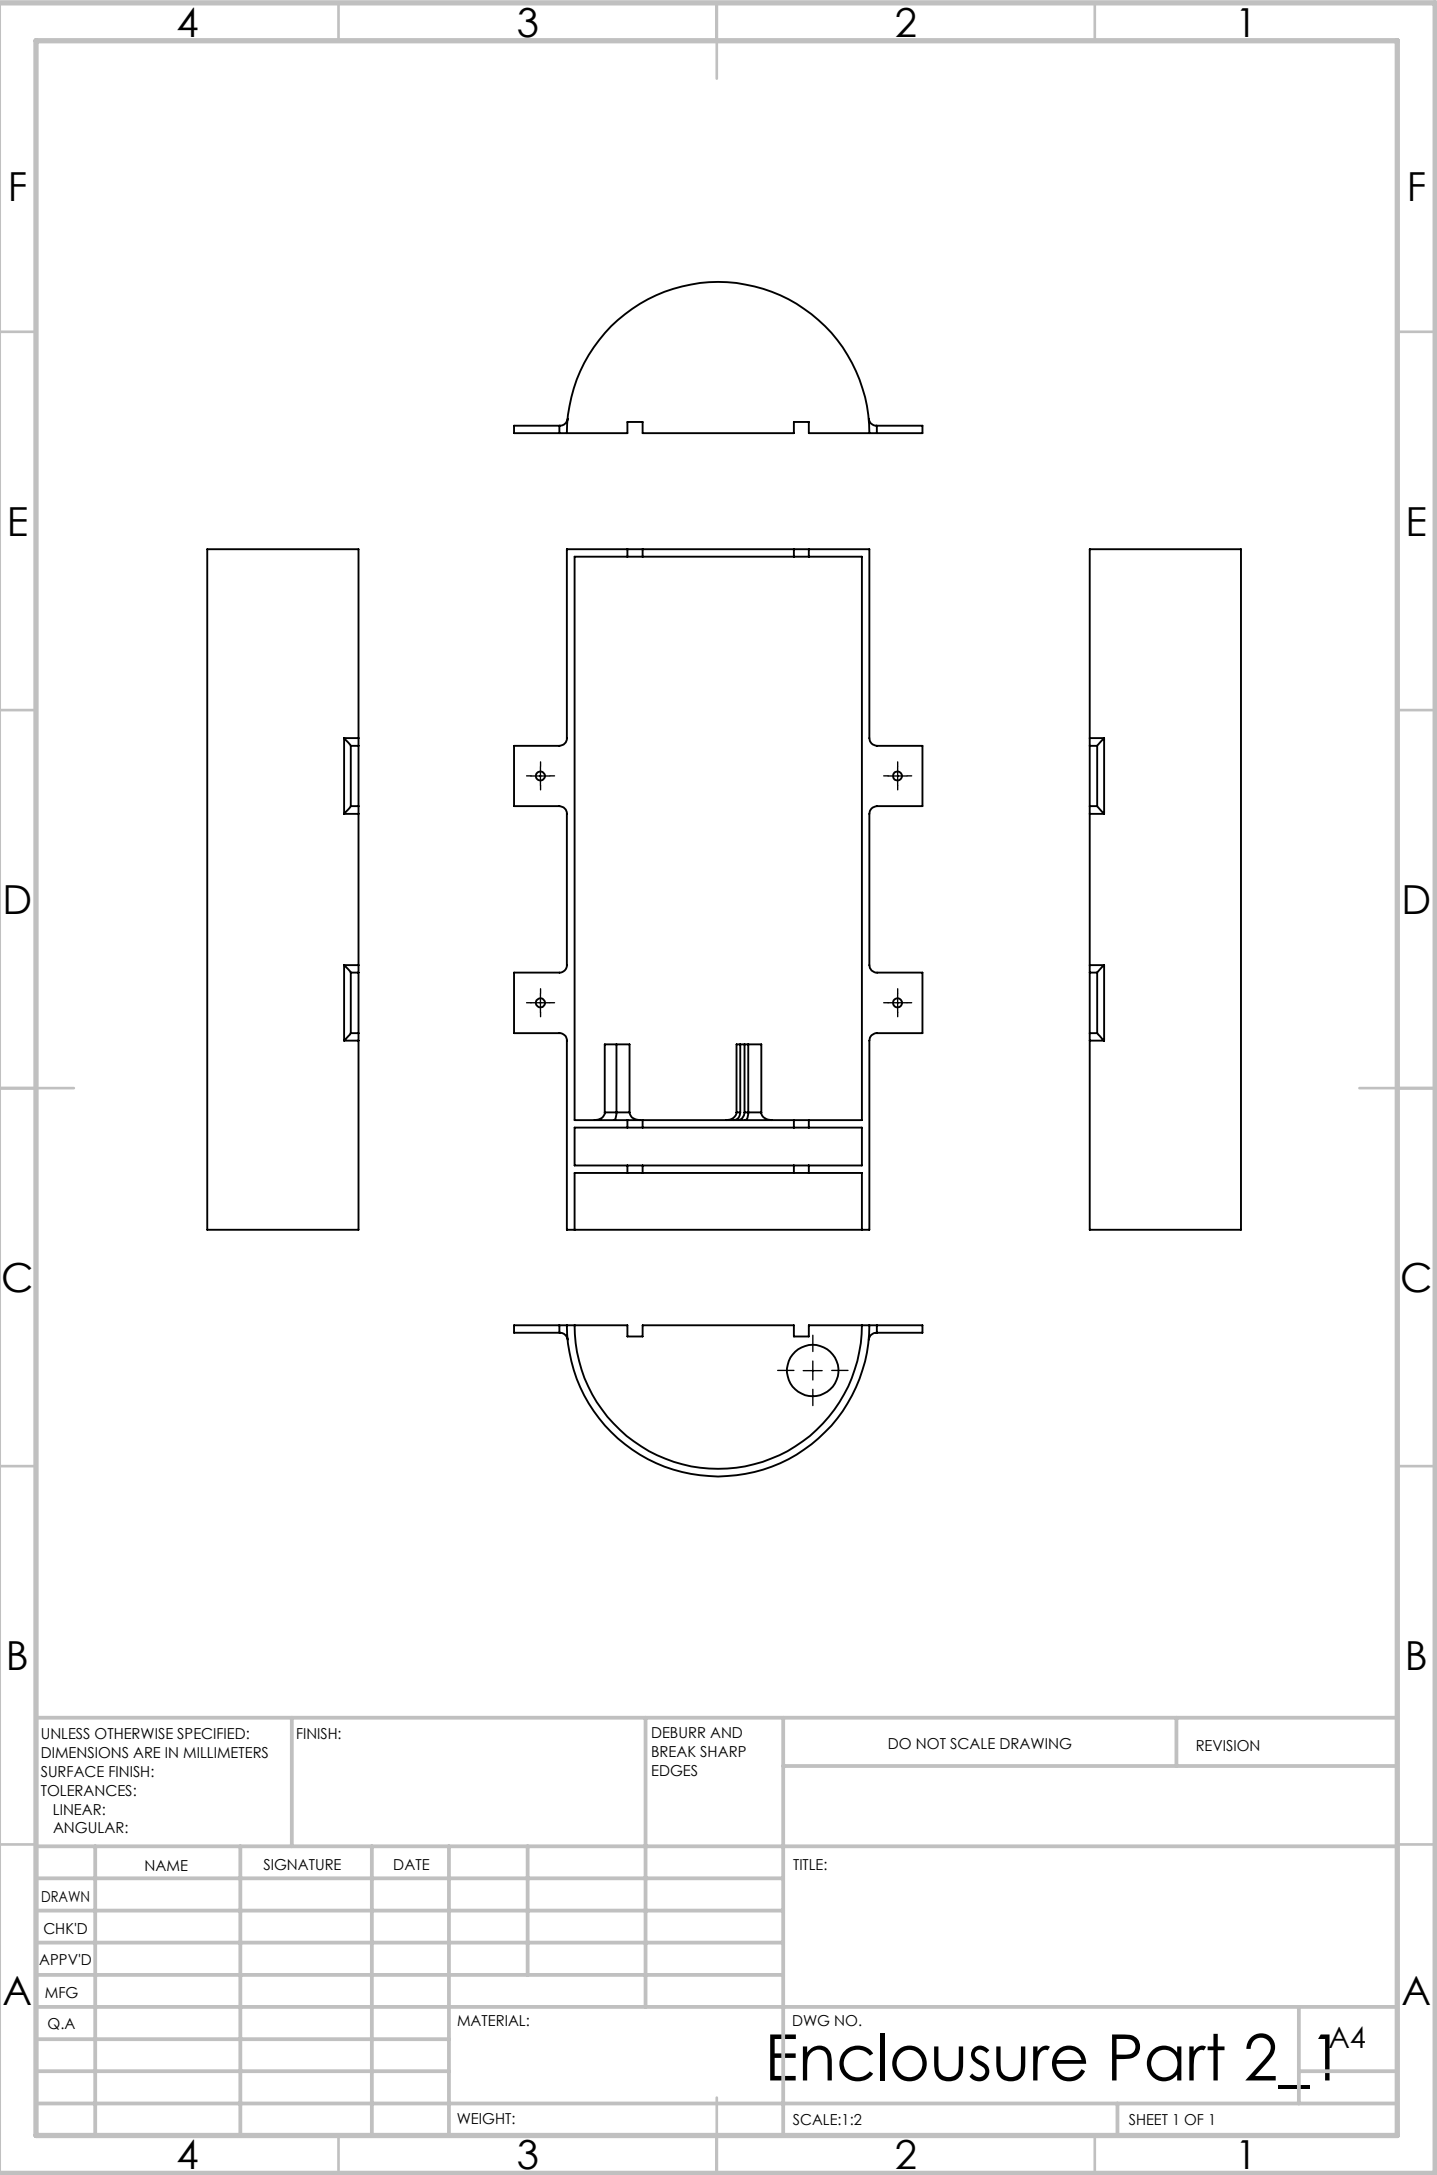 4 3 2 1
F F
E E
D D
C C
B B
UNLESS OTHERWISE SPECIFIED:
DIMENSIONS ARE IN MILLIMETERS
SURFACE FINISH:
TOLERANCES:
LINEAR:
ANGULAR:
FINISH:
DEBURR AND
BREAK SHARP
EDGES
DO NOT SCALE DRAWING
REVISION
NAME SIGNATURE DATE
DRAWN
CHK'D
APPV'D
MFG
Q.A
TITLE:
A A
MATERIAL:
DWG NO.
Enclousure Part 2_1
A4
WEIGHT:
SCALE:1:2
SHEET 1 OF 1
4 3 2 1